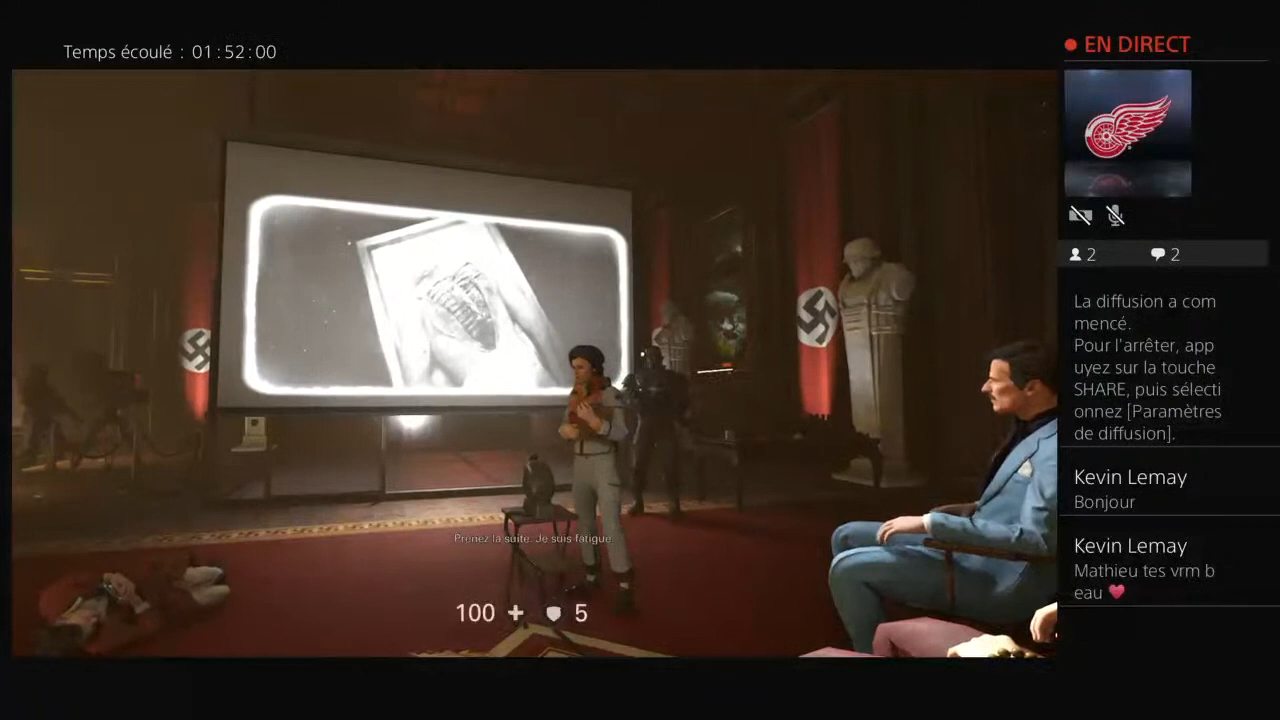 Temps écoulé : 01:52:00
EN DIRECT
2 2
La diffusion a com
mencé.
Pour l'arrêter, app
uyez sur la touche
SHARE, puis sélecti
onnez [Paramètres
de diffusion].
Kevin Lemay
Bonjour
Kevin Lemay
Mathieu tes vrm b
eau ❤
Prenez la suite. Je suis fatigué.
100 + 5